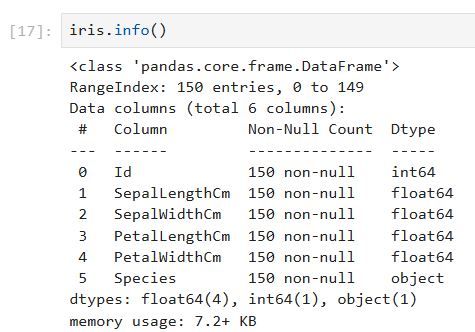 [17]: iris.info()
<class 'pandas.core.frame.DataFrame'>
RangeIndex: 150 entries, 0 to 149
Data columns (total 6 columns):
 #   Column         Non-Null Count  Dtype
---  ------         --------------  -----
 0   Id             150 non-null    int64
 1   SepalLengthCm  150 non-null    float64
 2   SepalWidthCm   150 non-null    float64
 3   PetalLengthCm  150 non-null    float64
 4   PetalWidthCm   150 non-null    float64
 5   Species        150 non-null    object
dtypes: float64(4), int64(1), object(1)
memory usage: 7.2+ KB